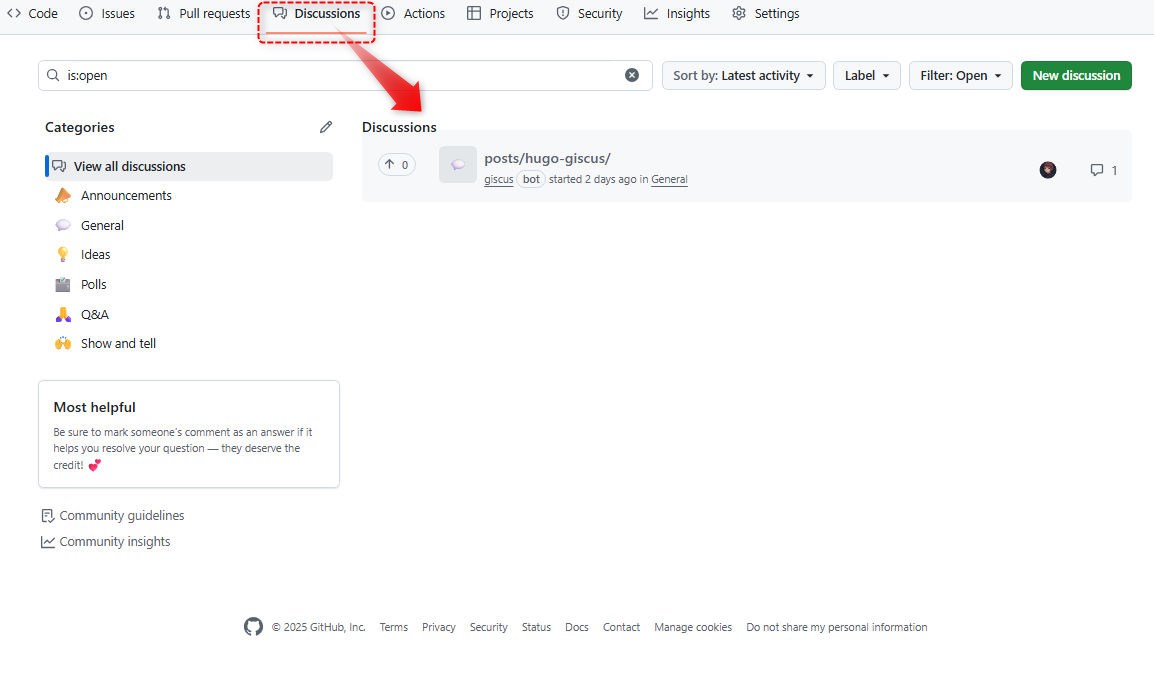 Code Issues Pull requests Discussions Actions Projects Security Insights Settings
is:open
Sort by: Latest activity Label Filter: Open New discussion
Categories
View all discussions
Announcements
General
Ideas
Polls
Q&A
Show and tell
Most helpful
Be sure to mark someone's comment as an answer if it
helps you resolve your question — they deserve the
credit! 💕
Community guidelines
Community insights
Discussions
0
posts/hugo-giscus/
giscus bot started 2 days ago in General
1
© 2025 GitHub, Inc. Terms Privacy Security Status Docs Contact Manage cookies Do not share my personal information